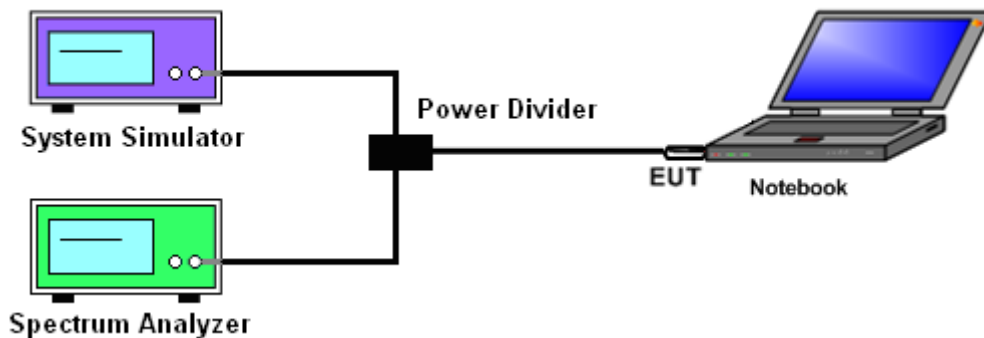 System Simulator
Power Divider
EUT
Notebook
Spectrum Analyzer